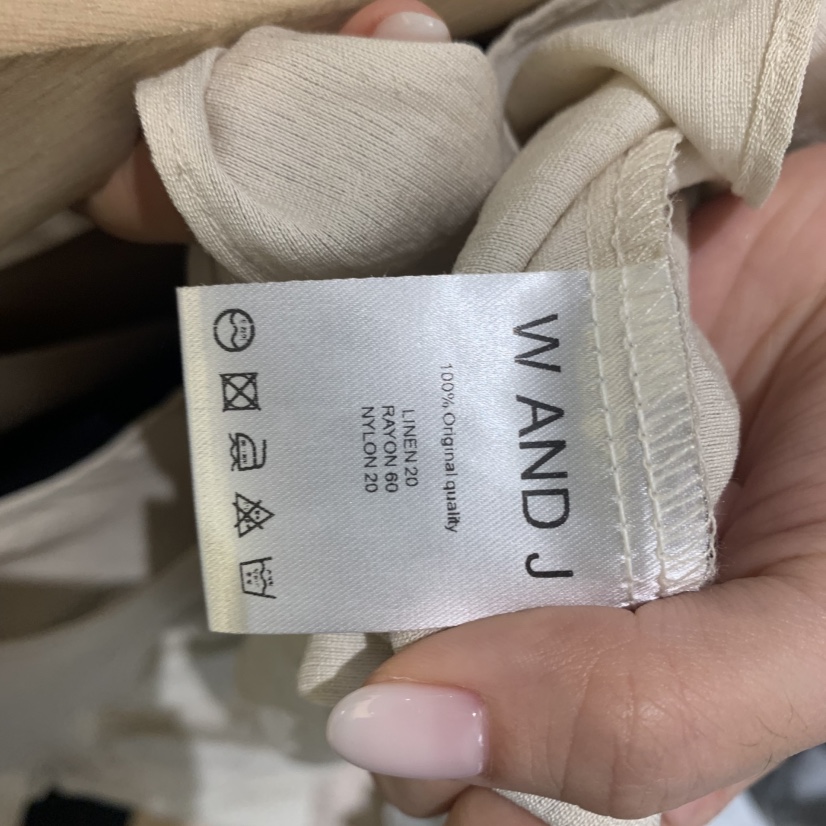 W AND J
100% Original quality
LINEN 20
RAYON 60
NYLON 20